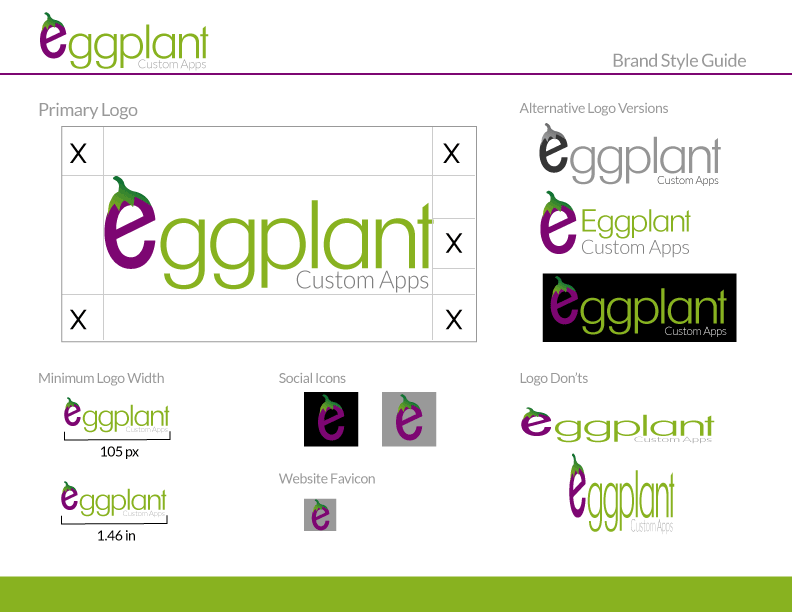 eggplant
Custom Apps
Brand Style Guide
Primary Logo
X
X
eggplant
Custom Apps
X
X
X
Alternative Logo Versions
eggplant
Custom Apps
e Eggplant
Custom Apps
eggplant
Custom Apps
Minimum Logo Width
eggplant
Custom Apps
105 px
eggplant
Custom Apps
1.46 in
Social Icons
e
e
Website Favicon
e
Logo Don'ts
eggplant
Custom Apps
eggplant
Custom Apps